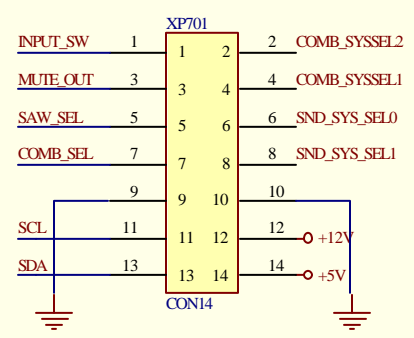 XP701
INPUT_SW 1 1 2 2 COMB_SYSSEL2
MUTE_OUT 3 3 4 4 COMB_SYSSEL1
SAW_SEL 5 5 6 6 SND_SYS_SEL0
COMB_SEL 7 7 8 8 SND_SYS_SEL1
9 9 10 10
SCL 11 11 12 12 +12V
SDA 13 13 14 14 +5V
CON14